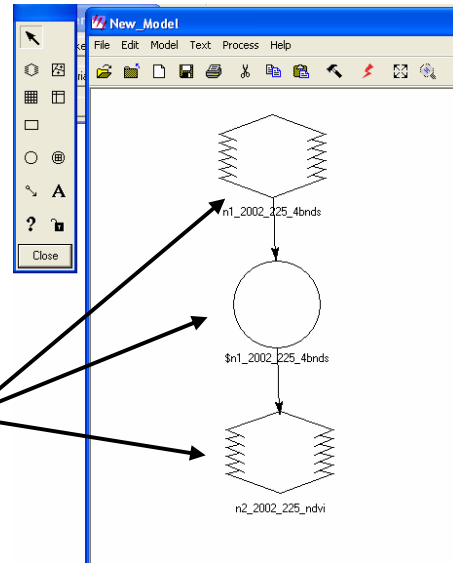 New_Model
File Edit Model Text Process Help
A
?
Close
n1_2002_225_4bnds
$n1_2002_225_4bnds
n2_2002_225_ndvi